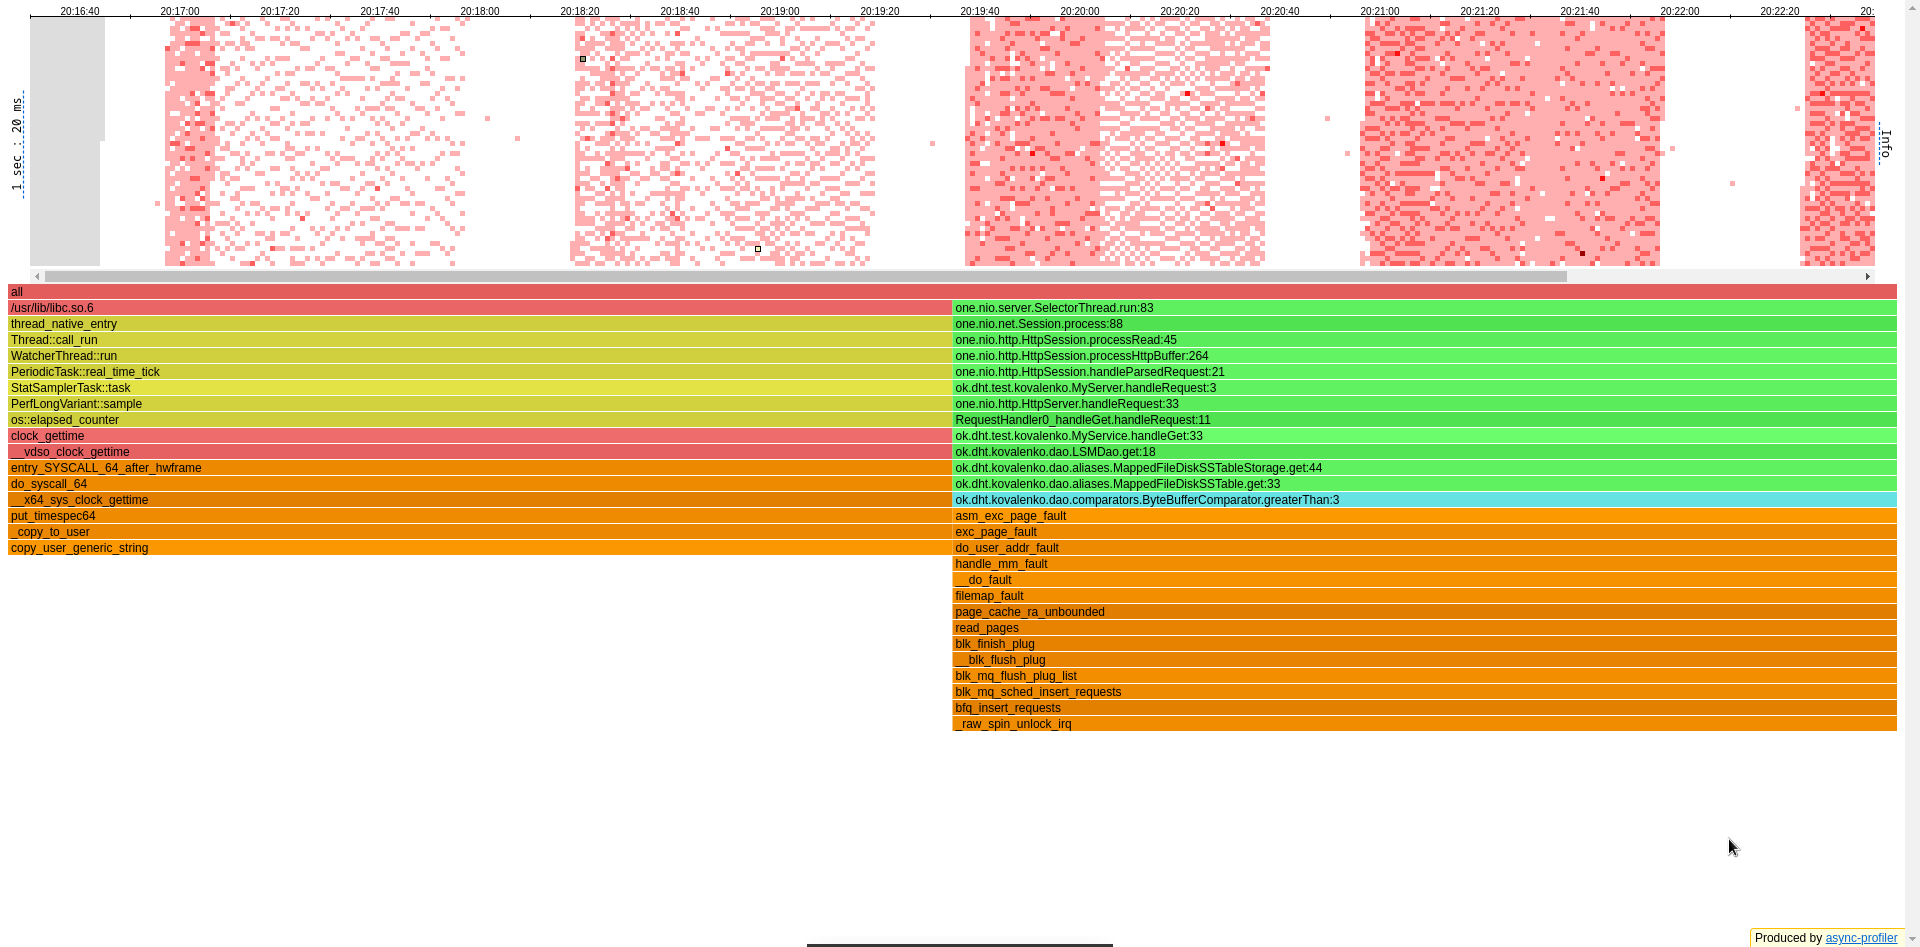 20:16:40 20:17:00 20:17:20 20:17:40 20:18:00 20:18:20 20:18:40 20:19:00 20:19:20 20:19:40 20:20:00 20:20:20 20:20:40 20:21:00 20:21:20 20:21:40 20:22:00 20:22:20 20:
1 sec : 20 ms
Info
all
/usr/lib/libc.so.6
one.nio.server.SelectorThread.run:83
thread_native_entry
one.nio.net.Session.process:88
Thread::call_run
one.nio.http.HttpSession.processRead:45
WatcherThread::run
one.nio.http.HttpSession.processHttpBuffer:264
PeriodicTask::real_time_tick
one.nio.http.HttpSession.handleParsedRequest:21
StatSamplerTask::task
ok.dht.test.kovalenko.MyServer.handleRequest:3
PerfLongVariant::sample
one.nio.http.HttpServer.handleRequest:33
os::elapsed_counter
RequestHandler0_handleGet.handleRequest:11
clock_gettime
ok.dht.test.kovalenko.MyService.handleGet:33
__vdso_clock_gettime
ok.dht.kovalenko.dao.LSMDao.get:18
entry_SYSCALL_64_after_hwframe
ok.dht.kovalenko.dao.aliases.MappedFileDiskSSTableStorage.get:44
do_syscall_64
ok.dht.kovalenko.dao.aliases.MappedFileDiskSSTable.get:33
__x64_sys_clock_gettime
ok.dht.kovalenko.dao.comparators.ByteBufferComparator.greaterThan:3
put_timespec64
asm_exc_page_fault
_copy_to_user
exc_page_fault
copy_user_generic_string
do_user_addr_fault
handle_mm_fault
__do_fault
filemap_fault
page_cache_ra_unbounded
read_pages
blk_finish_plug
__blk_flush_plug
blk_mq_flush_plug_list
blk_mq_sched_insert_requests
bfq_insert_requests
_raw_spin_unlock_irq
Produced by async-profiler